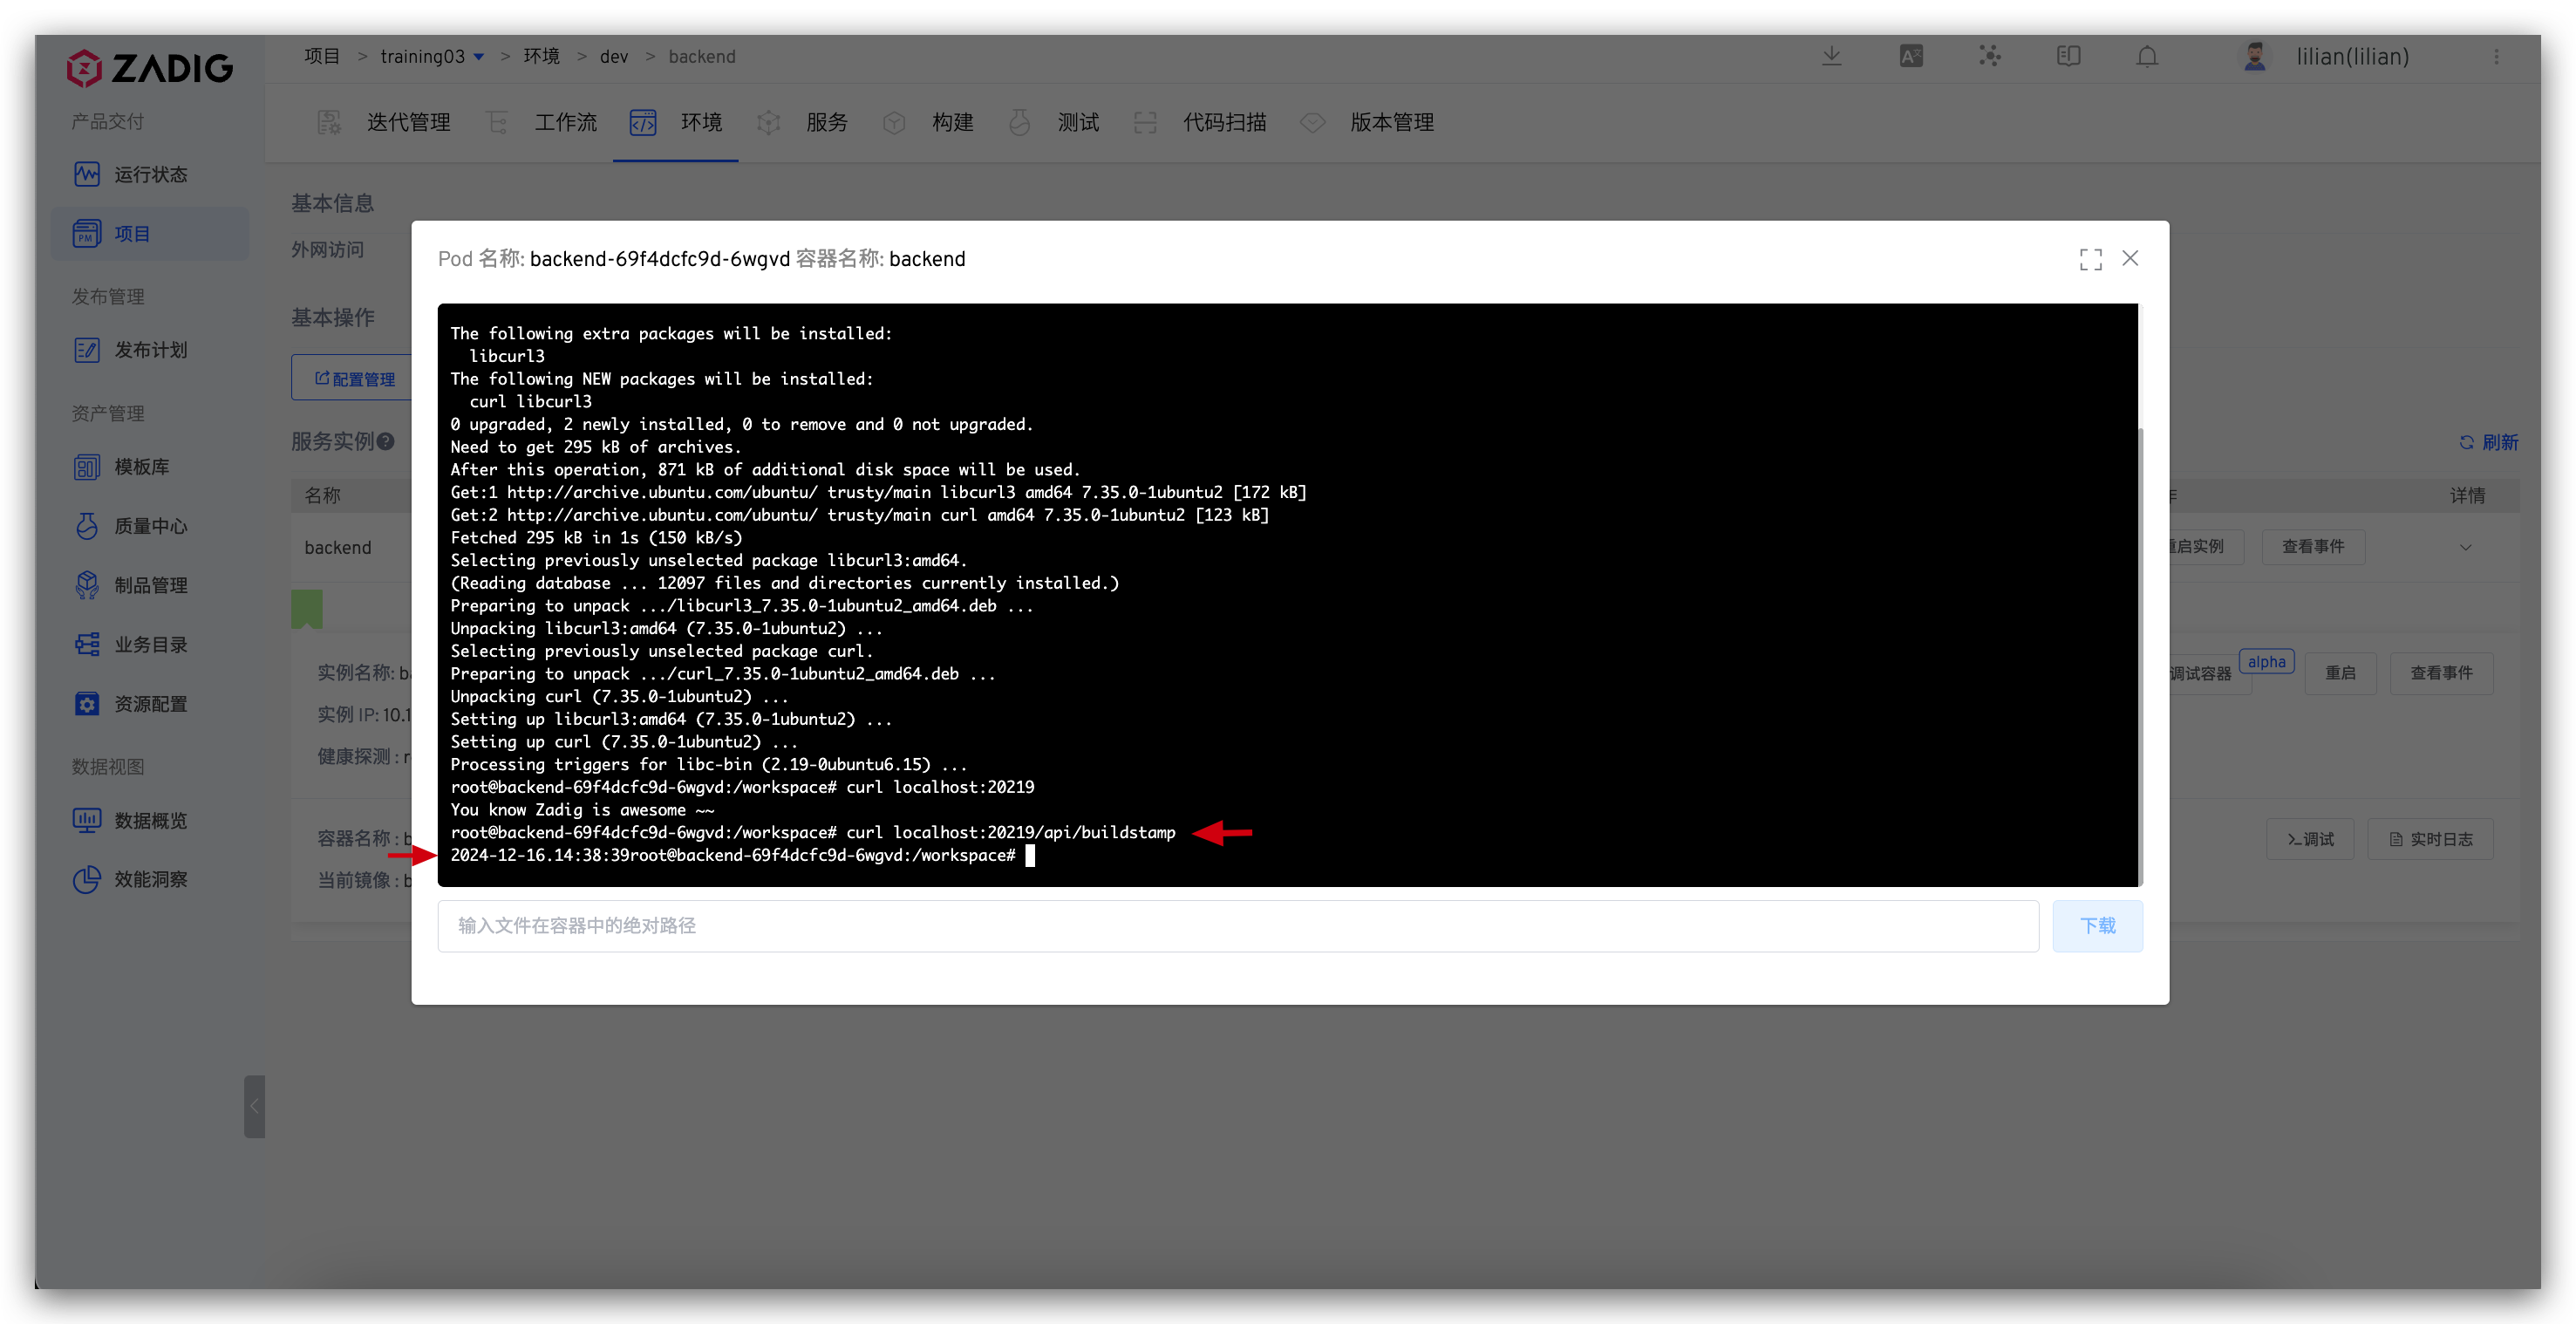 ZADIG
项目 > training03 > 环境 > dev > backend
lilian(lilian)
迭代管理 工作流 环境 服务 构建 测试 代码扫描 版本管理
产品交付
运行状态
项目
发布管理
发布计划
资产管理
模板库
质量中心
制品管理
业务目录
资源配置
数据视图
数据概览
效能洞察
基本信息
外网访问
基本操作
配置管理
服务实例
刷新
名称
详情
backend
启实例 查看事件
实例名称:
调试容器 alpha 重启 查看事件
实例 IP: 10.1
健康探测 :
容器名称 :
调试 实时日志
当前镜像 :
Pod 名称: backend-69f4dcfc9d-6wgvd 容器名称: backend
The following extra packages will be installed:
libcurl3
The following NEW packages will be installed:
curl libcurl3
0 upgraded, 2 newly installed, 0 to remove and 0 not upgraded.
Need to get 295 kB of archives.
After this operation, 871 kB of additional disk space will be used.
Get:1 http://archive.ubuntu.com/ubuntu/ trusty/main libcurl3 amd64 7.35.0-1ubuntu2 [172 kB]
Get:2 http://archive.ubuntu.com/ubuntu/ trusty/main curl amd64 7.35.0-1ubuntu2 [123 kB]
Fetched 295 kB in 1s (150 kB/s)
Selecting previously unselected package libcurl3:amd64.
(Reading database ... 12097 files and directories currently installed.)
Preparing to unpack .../libcurl3_7.35.0-1ubuntu2_amd64.deb ...
Unpacking libcurl3:amd64 (7.35.0-1ubuntu2) ...
Selecting previously unselected package curl.
Preparing to unpack .../curl_7.35.0-1ubuntu2_amd64.deb ...
Unpacking curl (7.35.0-1ubuntu2) ...
Setting up libcurl3:amd64 (7.35.0-1ubuntu2) ...
Setting up curl (7.35.0-1ubuntu2) ...
Processing triggers for libc-bin (2.19-0ubuntu6.15) ...
root@backend-69f4dcfc9d-6wgvd:/workspace# curl localhost:20219
You know Zadig is awesome ~~
root@backend-69f4dcfc9d-6wgvd:/workspace# curl localhost:20219/api/buildstamp
2024-12-16.14:38:39root@backend-69f4dcfc9d-6wgvd:/workspace#
输入文件在容器中的绝对路径
下载